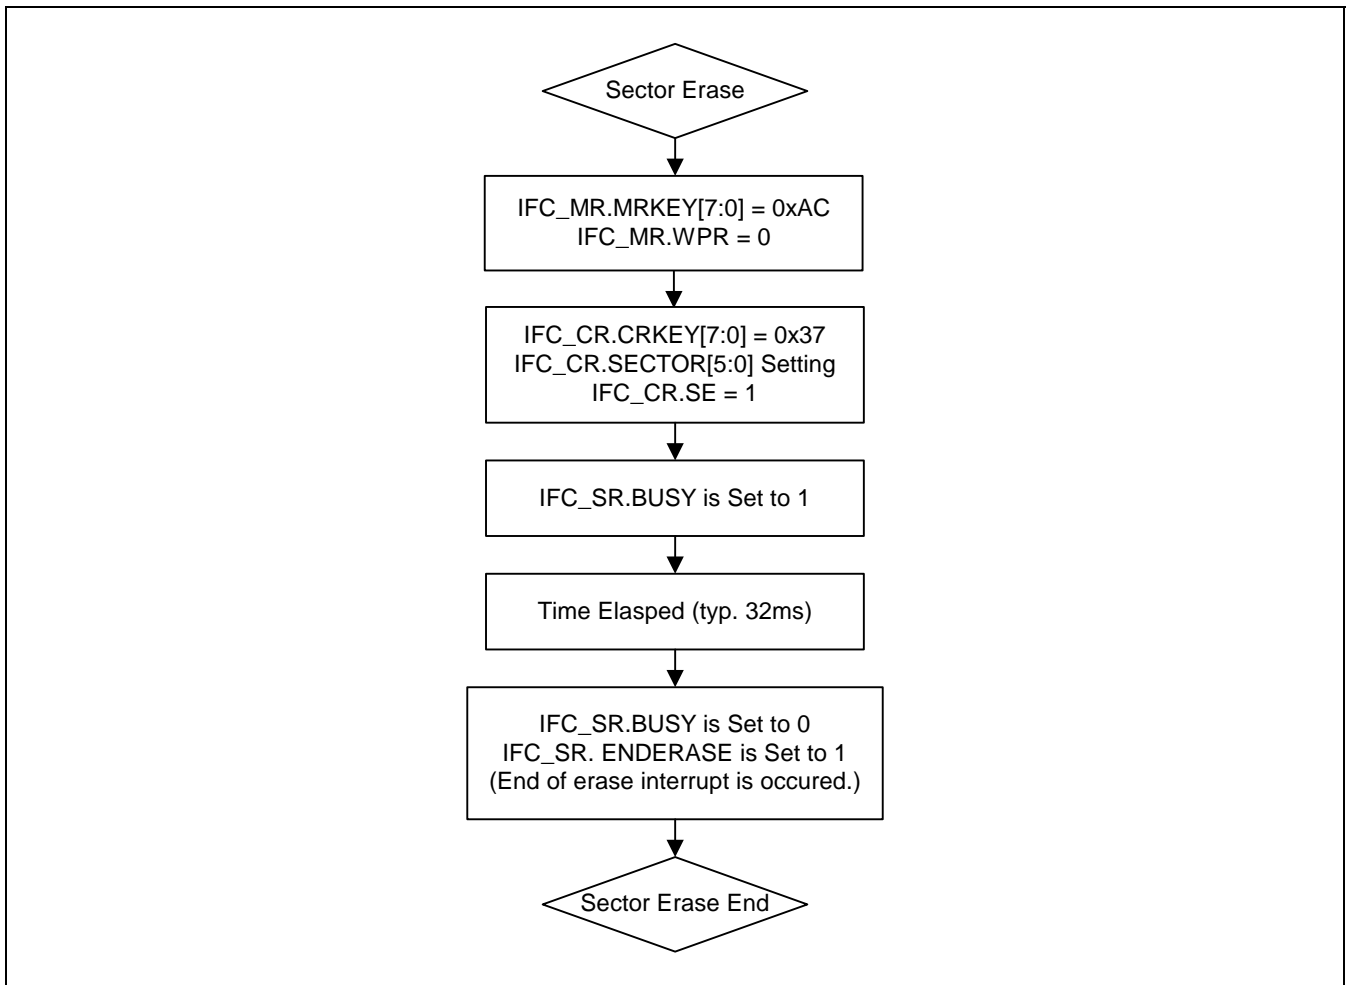 Sector Erase
IFC_MR.MRKEY[7:0] = 0xAC
IFC_MR.WPR = 0
IFC_CR.CRKEY[7:0] = 0x37
IFC_CR.SECTOR[5:0] Setting
IFC_CR.SE = 1
IFC_SR.BUSY is Set to 1
Time Elasped (typ. 32ms)
IFC_SR.BUSY is Set to 0
IFC_SR. ENDERASE is Set to 1
(End of erase interrupt is occured.)
Sector Erase End